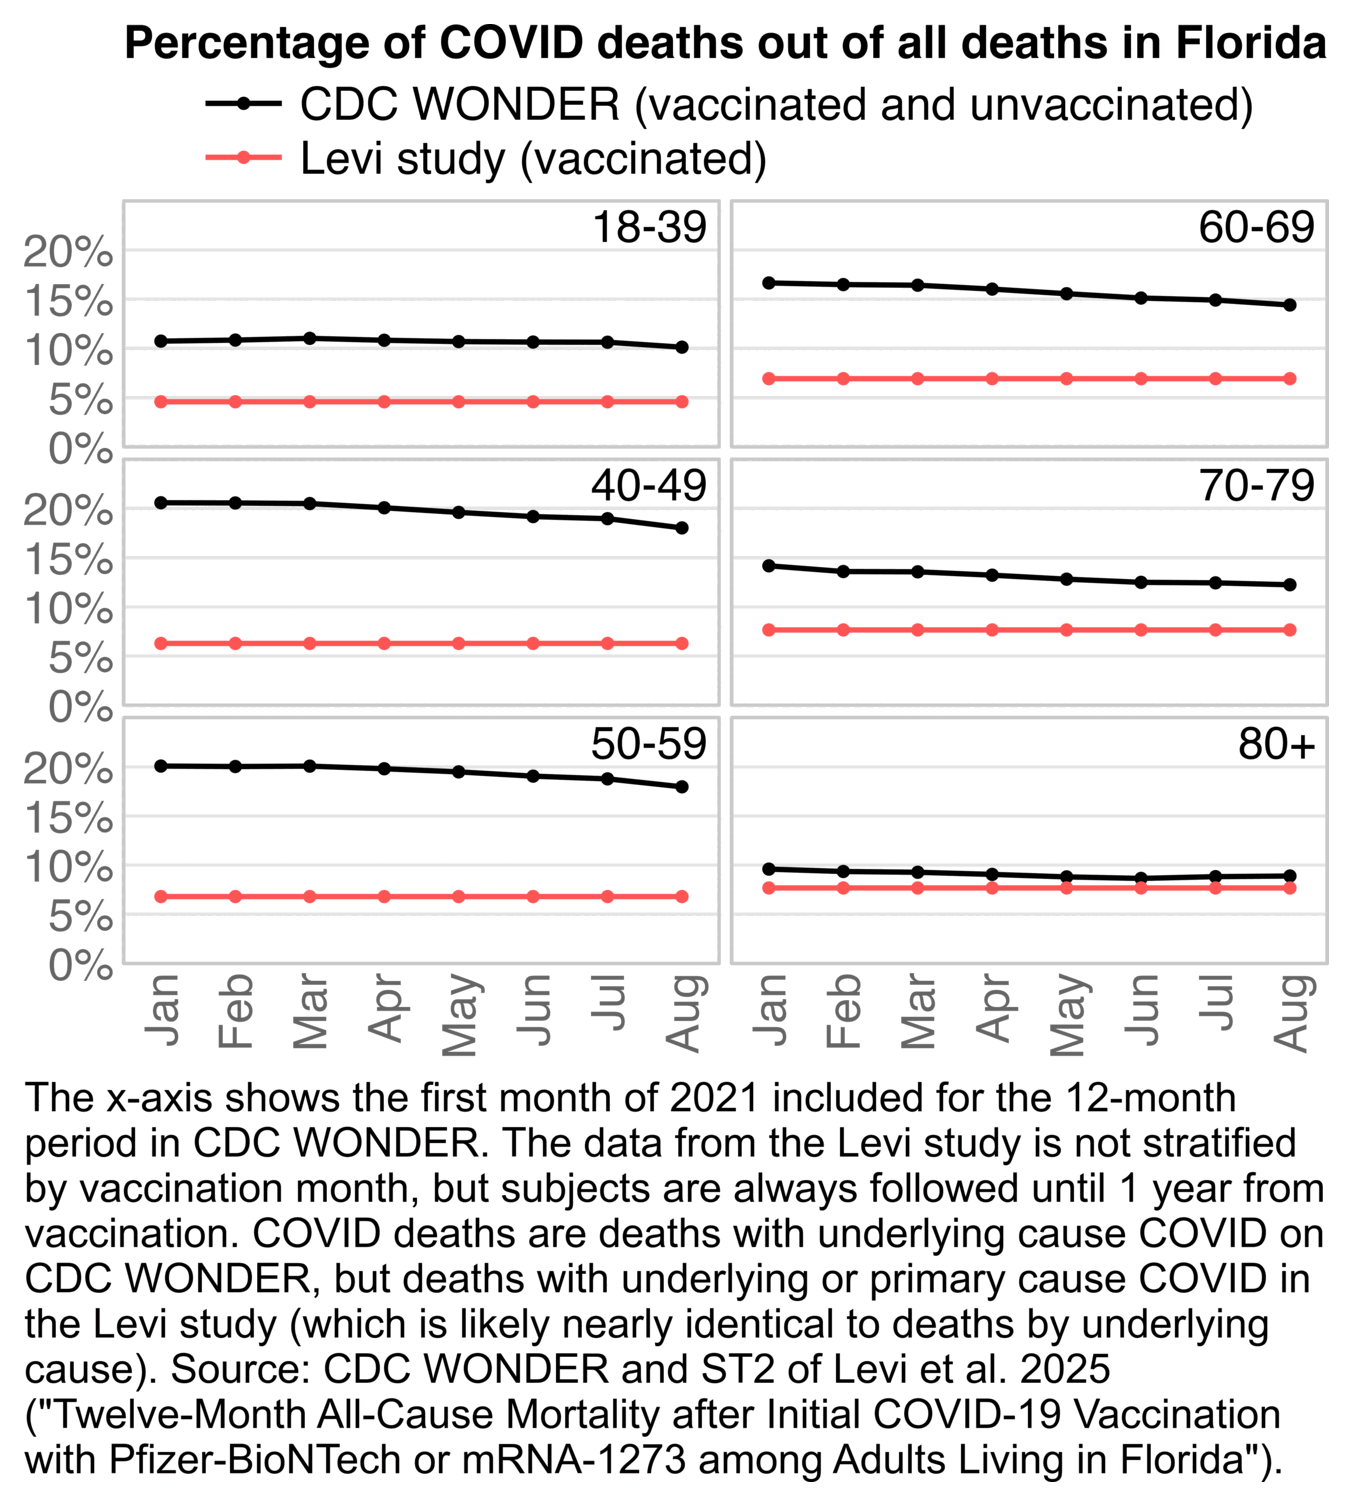 Percentage of COVID deaths out of all deaths in Florida
CDC WONDER (vaccinated and unvaccinated)
Levi study (vaccinated)
18-39
20%
15%
10%
5%
0%
60-69
40-49
20%
15%
10%
5%
0%
70-79
50-59
20%
15%
10%
5%
0%
80+
Jan
Feb
Mar
Apr
May
Jun
Jul
Aug
Jan
Feb
Mar
Apr
May
Jun
Jul
Aug
The x-axis shows the first month of 2021 included for the 12-month
period in CDC WONDER. The data from the Levi study is not stratified
by vaccination month, but subjects are always followed until 1 year from
vaccination. COVID deaths are deaths with underlying cause COVID on
CDC WONDER, but deaths with underlying or primary cause COVID in
the Levi study (which is likely nearly identical to deaths by underlying
cause). Source: CDC WONDER and ST2 of Levi et al. 2025
("Twelve-Month All-Cause Mortality after Initial COVID-19 Vaccination
with Pfizer-BioNTech or mRNA-1273 among Adults Living in Florida").